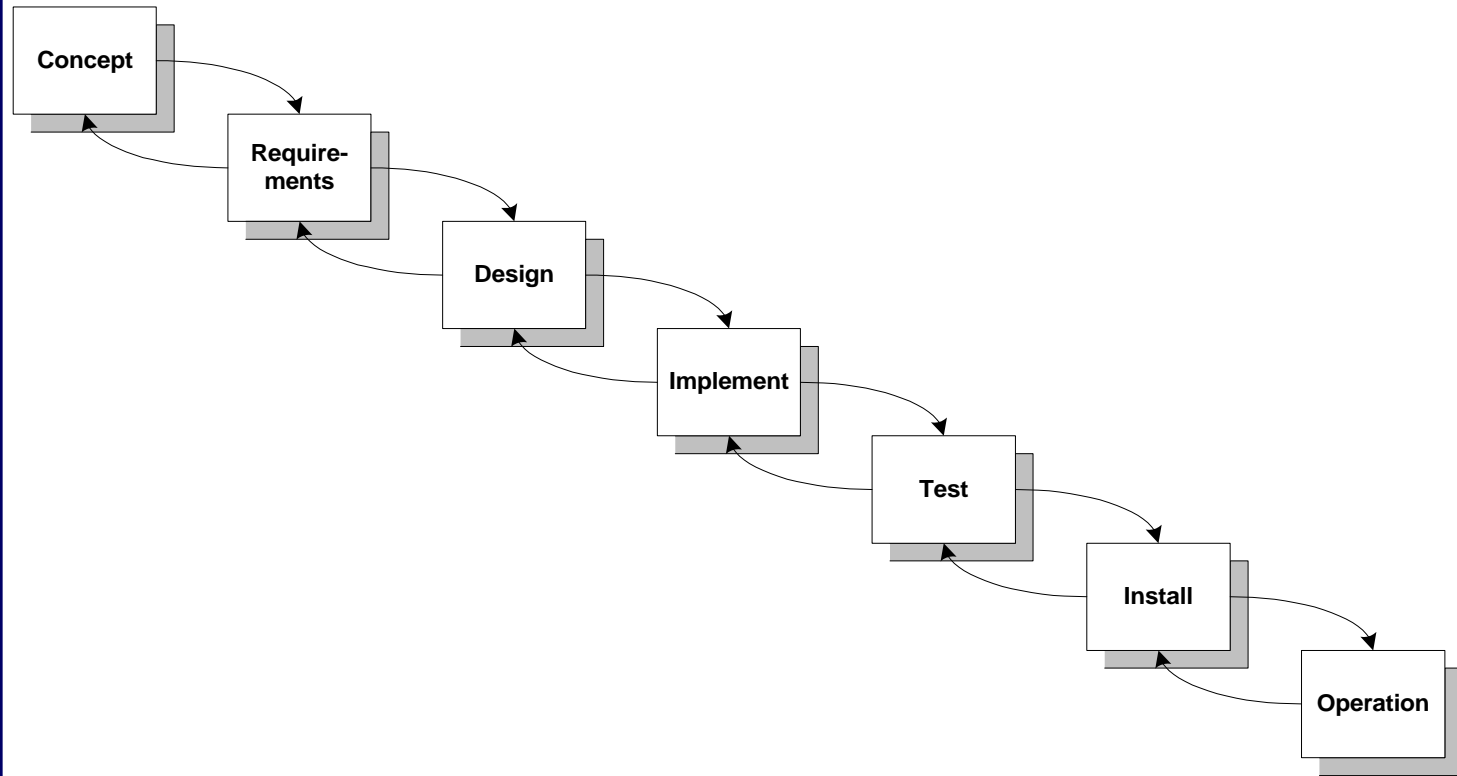 Concept
Require-
ments
Design
Implement
Test
Install
Operation